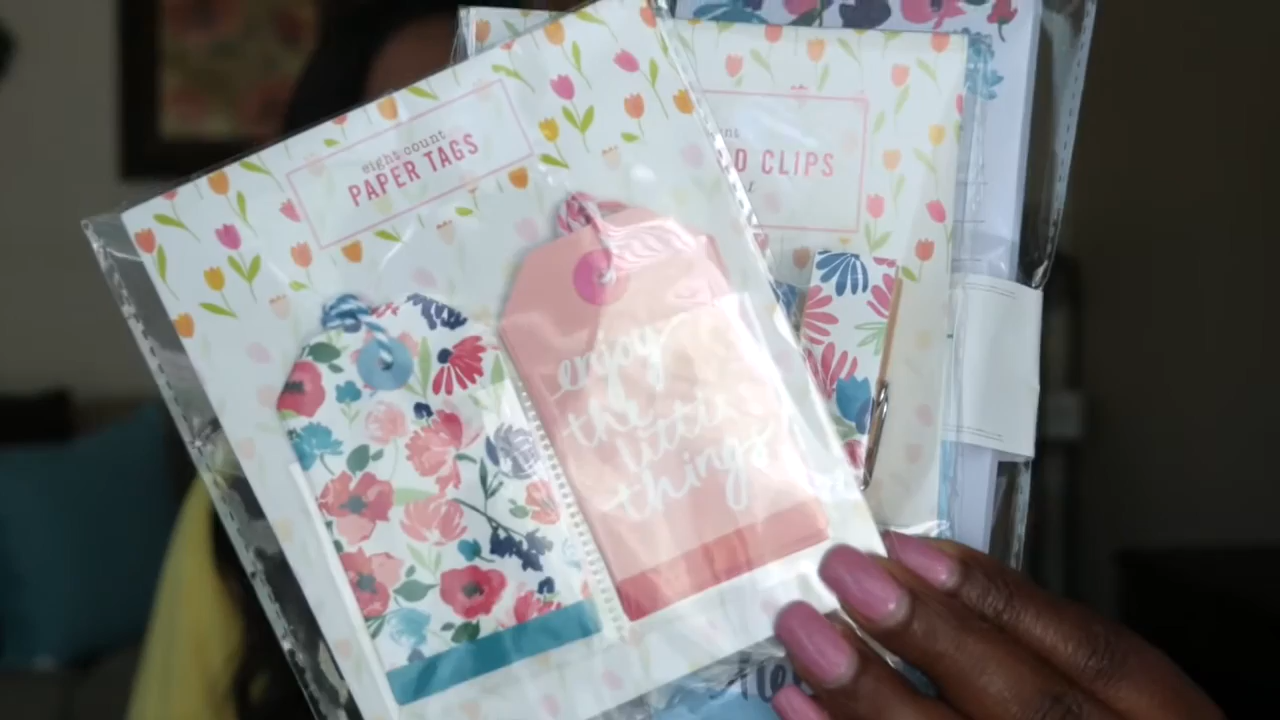 eight count
PAPER TAGS
D CLIPS
enjoy
the
little
things